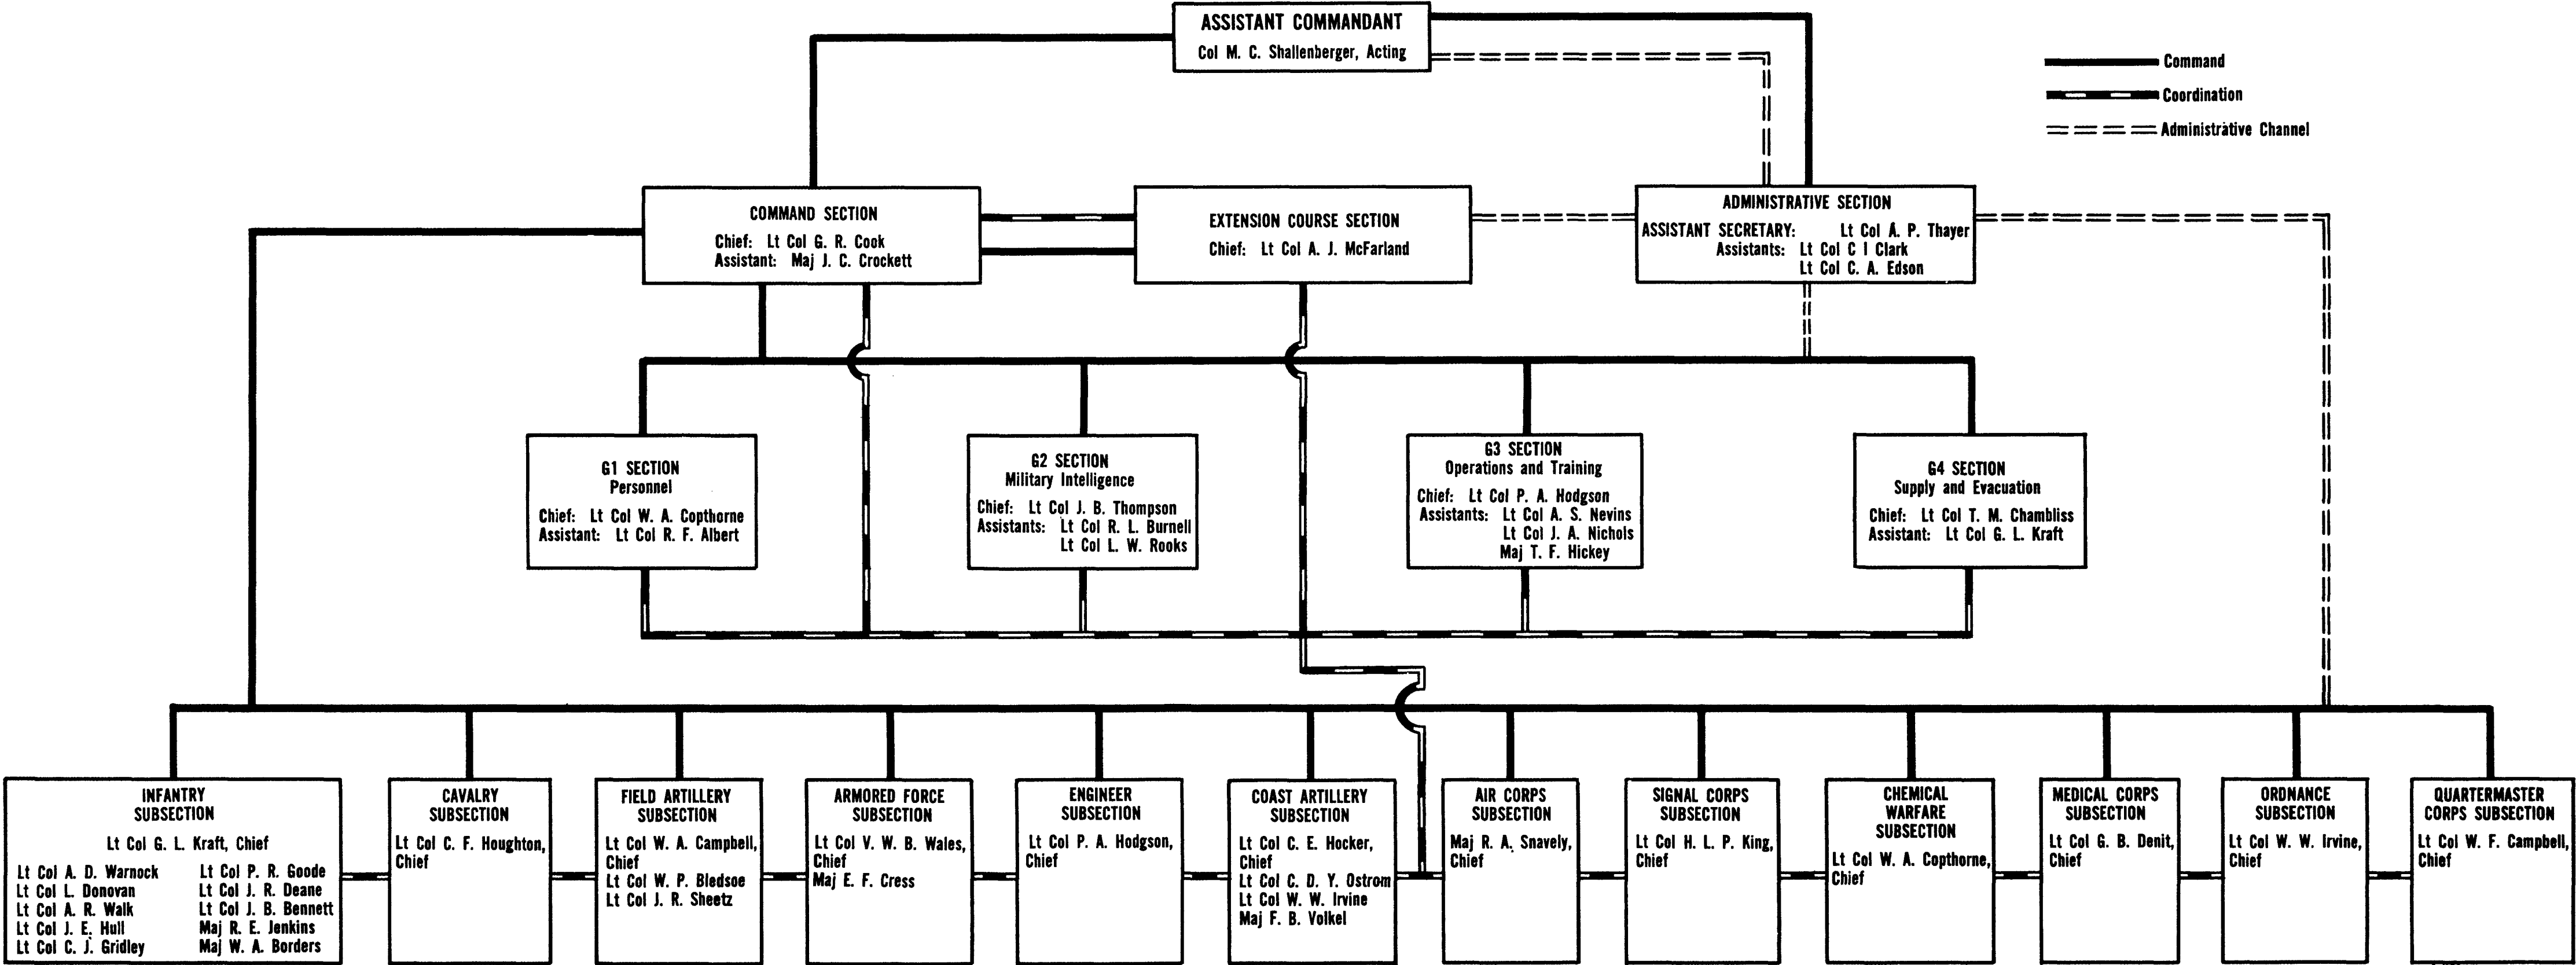 ASSISTANT COMMANDANT
Col M. C. Shallenberger, Acting
Command
Coordination
Administrative Channel
COMMAND SECTION
Chief: Lt Col G. R. Cook
Assistant: Maj J. C. Crockett
EXTENSION COURSE SECTION
Chief: Lt Col A. J. McFarland
ADMINISTRATIVE SECTION
ASSISTANT SECRETARY: Lt Col A. P. Thayer
Assistants: Lt Col C I Clark
Lt Col C. A. Edson
G1 SECTION
Personnel
Chief: Lt Col W. A. Copthorne
Assistant: Lt Col R. F. Albert
G2 SECTION
Military Intelligence
Chief: Lt Col J. B. Thompson
Assistants: Lt Col R. L. Burnell
Lt Col L. W. Rooks
G3 SECTION
Operations and Training
Chief: Lt Col P. A. Hodgson
Assistants: Lt Col A. S. Nevins
Lt Col J. A. Nichols
Maj T. F. Hickey
G4 SECTION
Supply and Evacuation
Chief: Lt Col T. M. Chambliss
Assistant: Lt Col G. L. Kraft
INFANTRY
SUBSECTION
Lt Col G. L. Kraft, Chief
Lt Col A. D. Warnock
Lt Col L. Donovan
Lt Col A. R. Walk
Lt Col J. E. Hull
Lt Col C. J. Gridley
Lt Col P. R. Goode
Lt Col J. R. Deane
Lt Col J. B. Bennett
Maj R. E. Jenkins
Maj W. A. Borders
CAVALRY
SUBSECTION
Lt Col C. F. Houghton,
Chief
FIELD ARTILLERY
SUBSECTION
Lt Col W. A. Campbell,
Chief
Lt Col W. P. Bledsoe
Lt Col J. R. Sheetz
ARMORED FORCE
SUBSECTION
Lt Col V. W. B. Wales,
Chief
Maj E. F. Cress
ENGINEER
SUBSECTION
Lt Col P. A. Hodgson,
Chief
COAST ARTILLERY
SUBSECTION
Lt Col C. E. Hocker,
Chief
Lt Col C. D. Y. Ostrom
Lt Col W. W. Irvine
Maj F. B. Volkel
AIR CORPS
SUBSECTION
Maj R. A. Snavely,
Chief
SIGNAL CORPS
SUBSECTION
Lt Col H. L. P. King,
Chief
CHEMICAL
WARFARE
SUBSECTION
Lt Col W. A. Copthorne,
Chief
MEDICAL CORPS
SUBSECTION
Lt Col G. B. Denit,
Chief
ORDNANCE
SUBSECTION
Lt Col W. W. Irvine,
Chief
QUARTERMASTER
CORPS SUBSECTION
Lt Col W. F. Campbell,
Chief